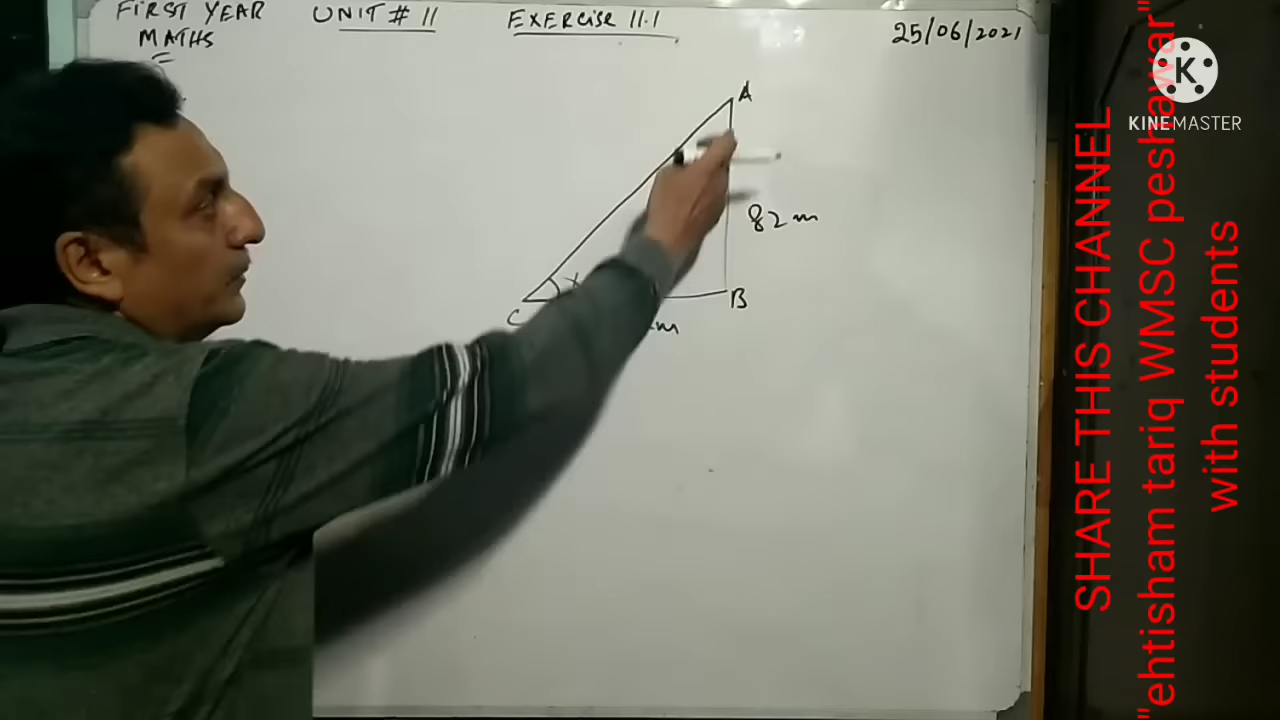 FIRST YEAR UNIT # 11 EXERCISE 11.1 25/06/2021
MATHS
A
82 m
x
B
C
m
KINEMASTER
SHARE THIS CHANNEL
"ehtisham tariq WMSC peshawar"
with students